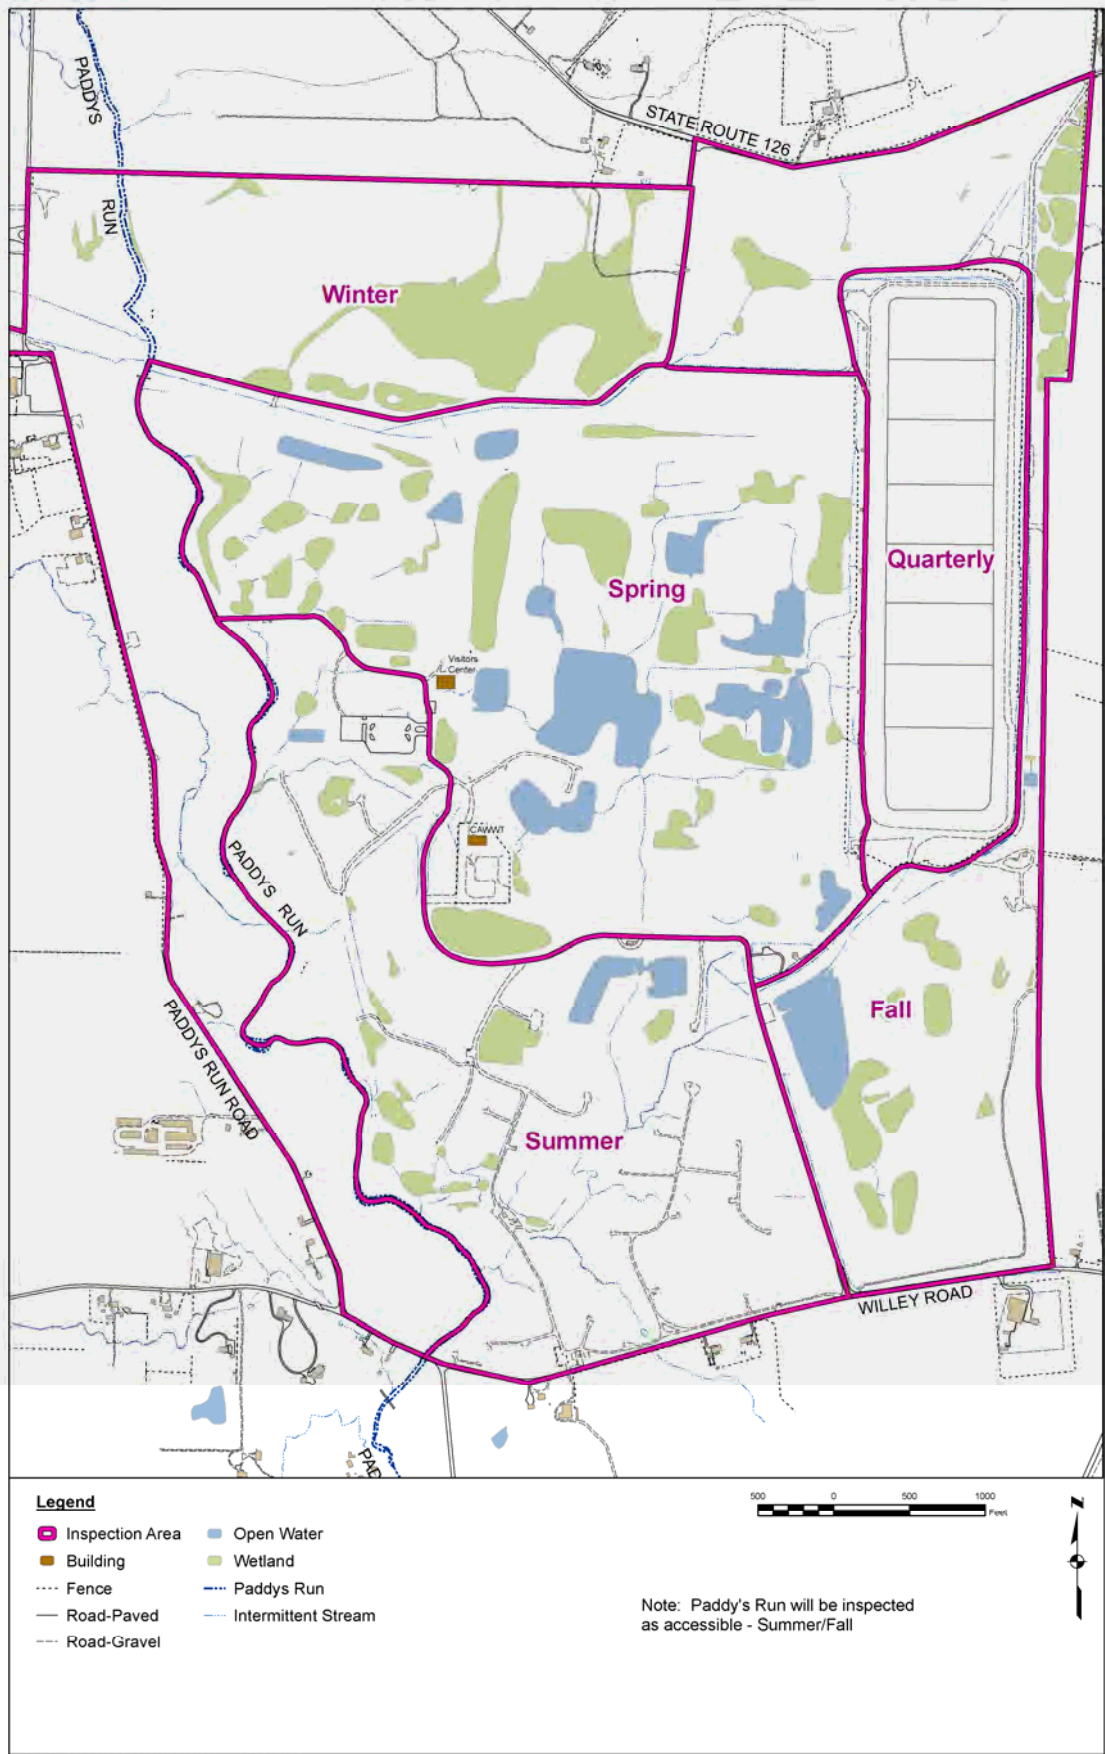 PADDYS
RUN
STATE ROUTE 126
Winter
Quarterly
Spring
Visitors
Center
CAWWT
PADDYS RUN
PADDYS RUN ROAD
Fall
Summer
WILLEY ROAD
PAD
Legend
Inspection Area
Building
Fence
Road-Paved
Road-Gravel
Open Water
Wetland
Paddys Run
Intermittent Stream
500 0 500 1000
Feet
Z
Note: Paddy's Run will be inspected
as accessible - Summer/Fall